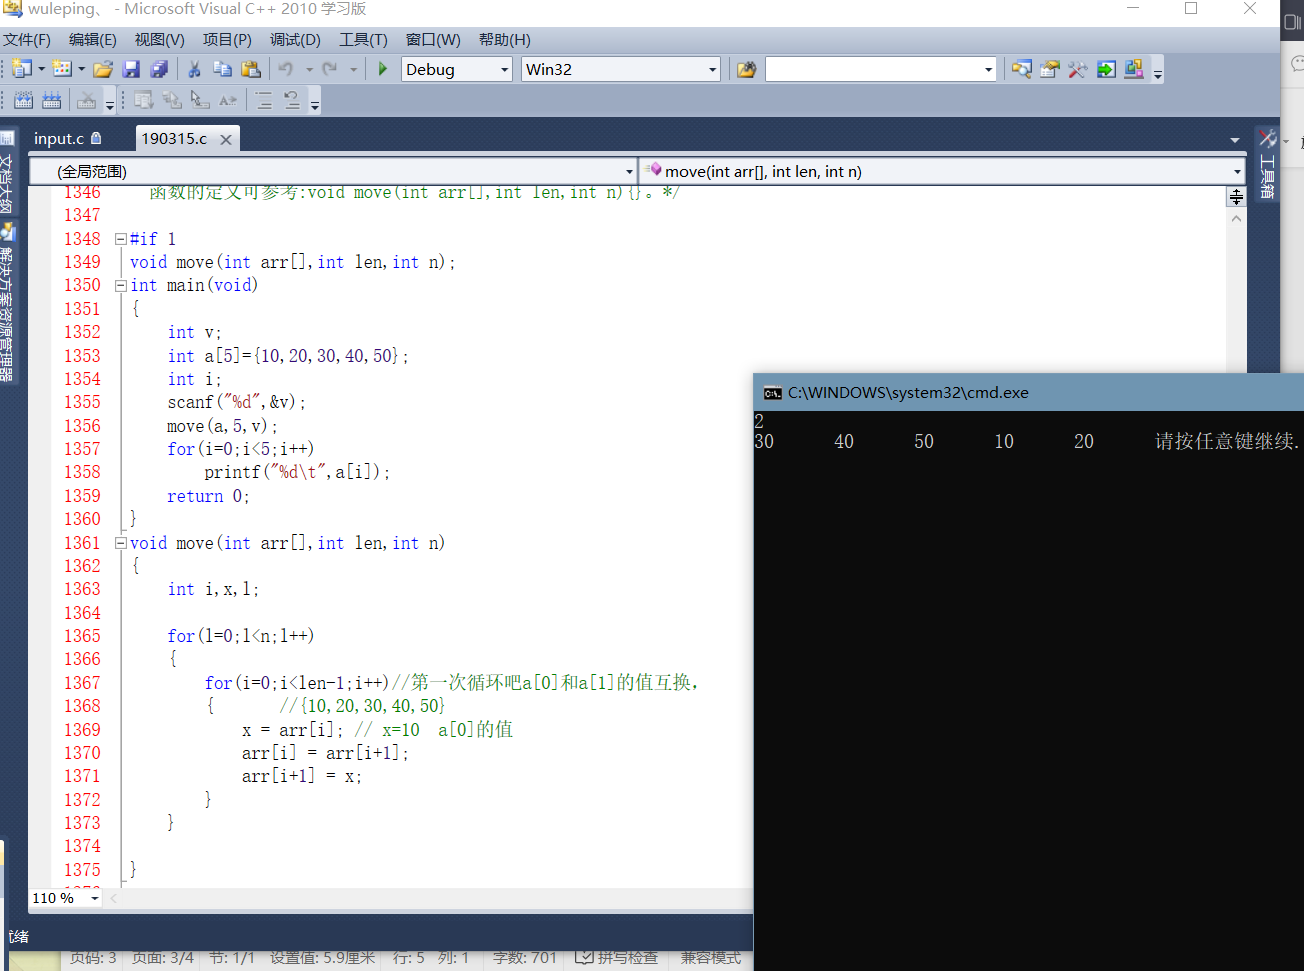 wuleping、 - Microsoft Visual C++ 2010 学习版
文件(F) 编辑(E) 视图(V) 项目(P) 调试(D) 工具(T) 窗口(W) 帮助(H)
Debug Win32
input.c 190315.c
(全局范围) move(int arr[], int len, int n)
文档大纲
解决方案资源管理器
工具箱
1346 函数的定义可参考:void move(int arr[],int len,int n){}。*/
1347
1348 #if 1
1349 void move(int arr[],int len,int n);
1350 int main(void)
1351 {
1352 int v;
1353 int a[5]={10,20,30,40,50};
1354 int i;
1355 scanf("%d",&v);
1356 move(a,5,v);
1357 for(i=0;i<5;i++)
1358 printf("%d\t",a[i]);
1359 return 0;
1360 }
1361 void move(int arr[],int len,int n)
1362 {
1363 int i,x,l;
1364
1365 for(l=0;l<n;l++)
1366 {
1367 for(i=0;i<len-1;i++)//第一次循环吧a[0]和a[1]的值互换,
1368 { //{10,20,30,40,50}
1369 x = arr[i]; // x=10 a[0]的值
1370 arr[i] = arr[i+1];
1371 arr[i+1] = x;
1372 }
1373 }
1374
1375 }
110 %
C:\WINDOWS\system32\cmd.exe
2
30 40 50 10 20 请按任意键继续.
就绪
页码: 3 页面: 3/4 节: 1/1 设置值: 5.9厘米 行: 5 列: 1 字数: 701 拼写检查 兼容模式